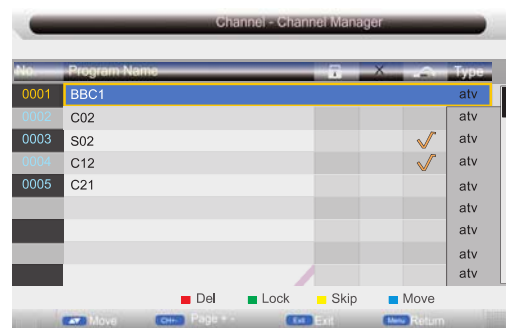 Channel - Channel Manager
No. Program Name X Type
0001 BBC1 atv
0002 C02 atv
0003 S02 atv
0004 C12 atv
0005 C21 atv
atv
atv
atv
atv
Del Lock Skip Move
Move CH+- Page + - Exit Exit Menu Return